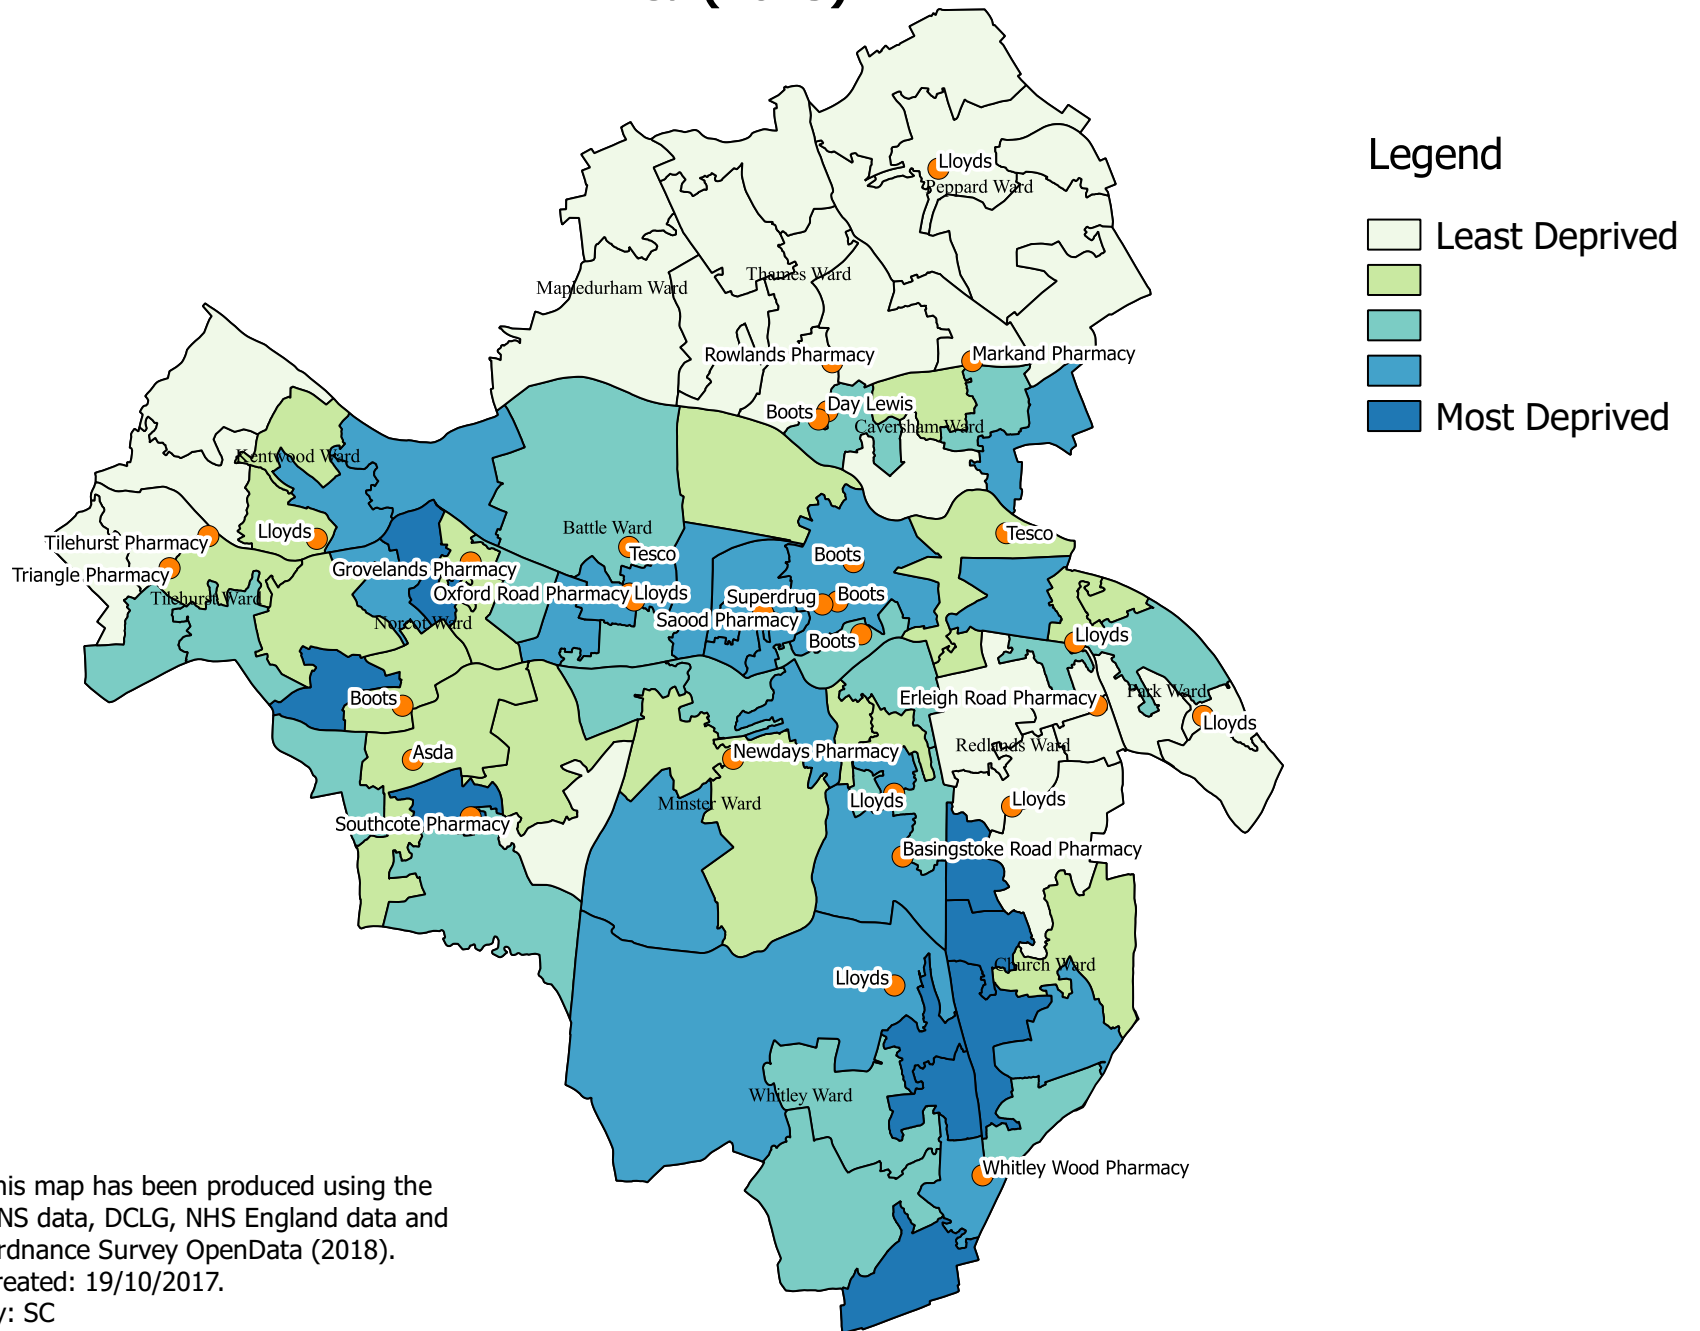 Legend
Least Deprived
Most Deprived
Lloyds
Peppard Ward
Thames Ward
Mapledurham Ward
Rowlands Pharmacy
Markand Pharmacy
Day Lewis
Boots
Caversham Ward
Kentwood Ward
Lloyds
Tilehurst Pharmacy
Triangle Pharmacy
Tilehurst Ward
Battle Ward
Tesco
Grovelands Pharmacy
Oxford Road Pharmacy
Lloyds
Norcot Ward
Boots
Tesco
Superdrug
Boots
Saood Pharmacy
Boots
Lloyds
Erleigh Road Pharmacy
Park Ward
Lloyds
Redlands Ward
Boots
Asda
Newdays Pharmacy
Minster Ward
Lloyds
Lloyds
Southcote Pharmacy
Basingstoke Road Pharmacy
Church Ward
Lloyds
Whitley Ward
Whitley Wood Pharmacy
his map has been produced using the
NS data, DCLG, NHS England data and
rdnance Survey OpenData (2018).
reated: 19/10/2017.
y: SC